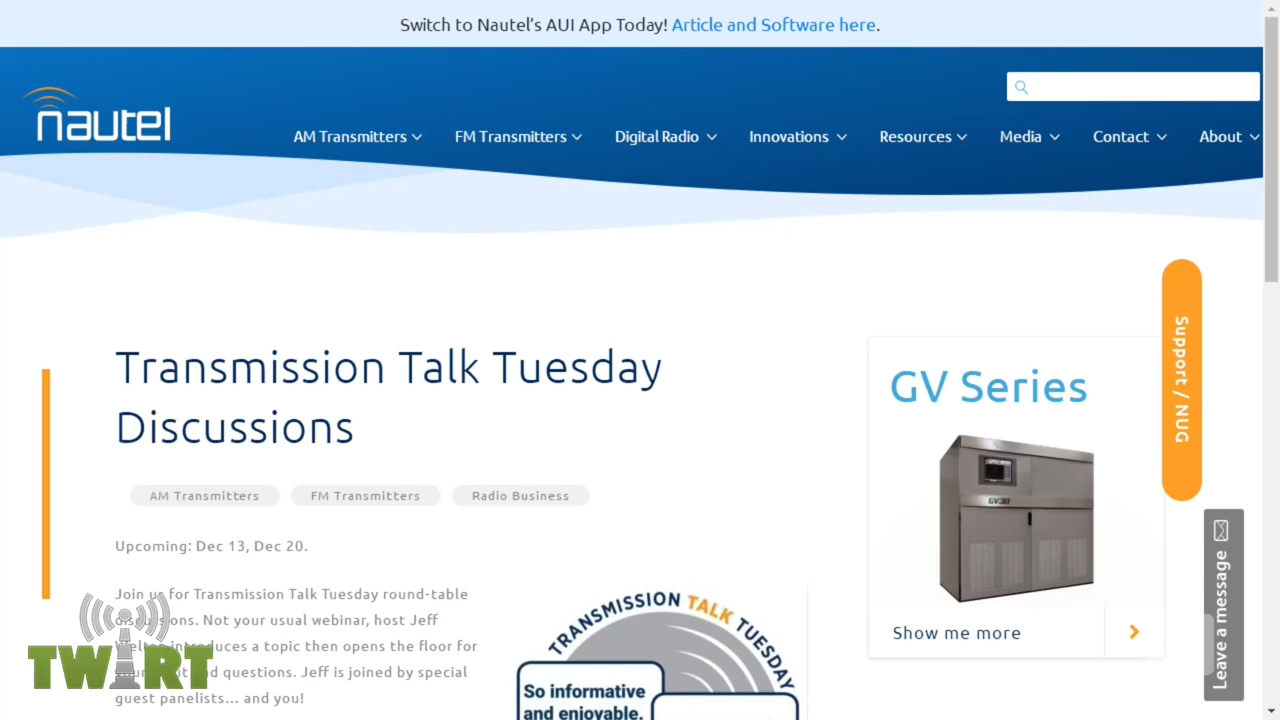 Switch to Nautel’s AUI App Today! Article and Software here.
nautel
AM Transmitters
FM Transmitters
Digital Radio
Innovations
Resources
Media
Contact
About
Transmission Talk Tuesday
Discussions
AM Transmitters
FM Transmitters
Radio Business
Upcoming: Dec 13, Dec 20.
Join us for Transmission Talk Tuesday round-table
Not your usual webinar, host Jeff
introduces a topic then opens the floor for
questions. Jeff is joined by special
guest panelists... and you!
TRANSMISSION TALK TUESDAY
So informative
and enjoyable.
GV Series
Show me more
Support / NUG
Leave a message
TWiRT